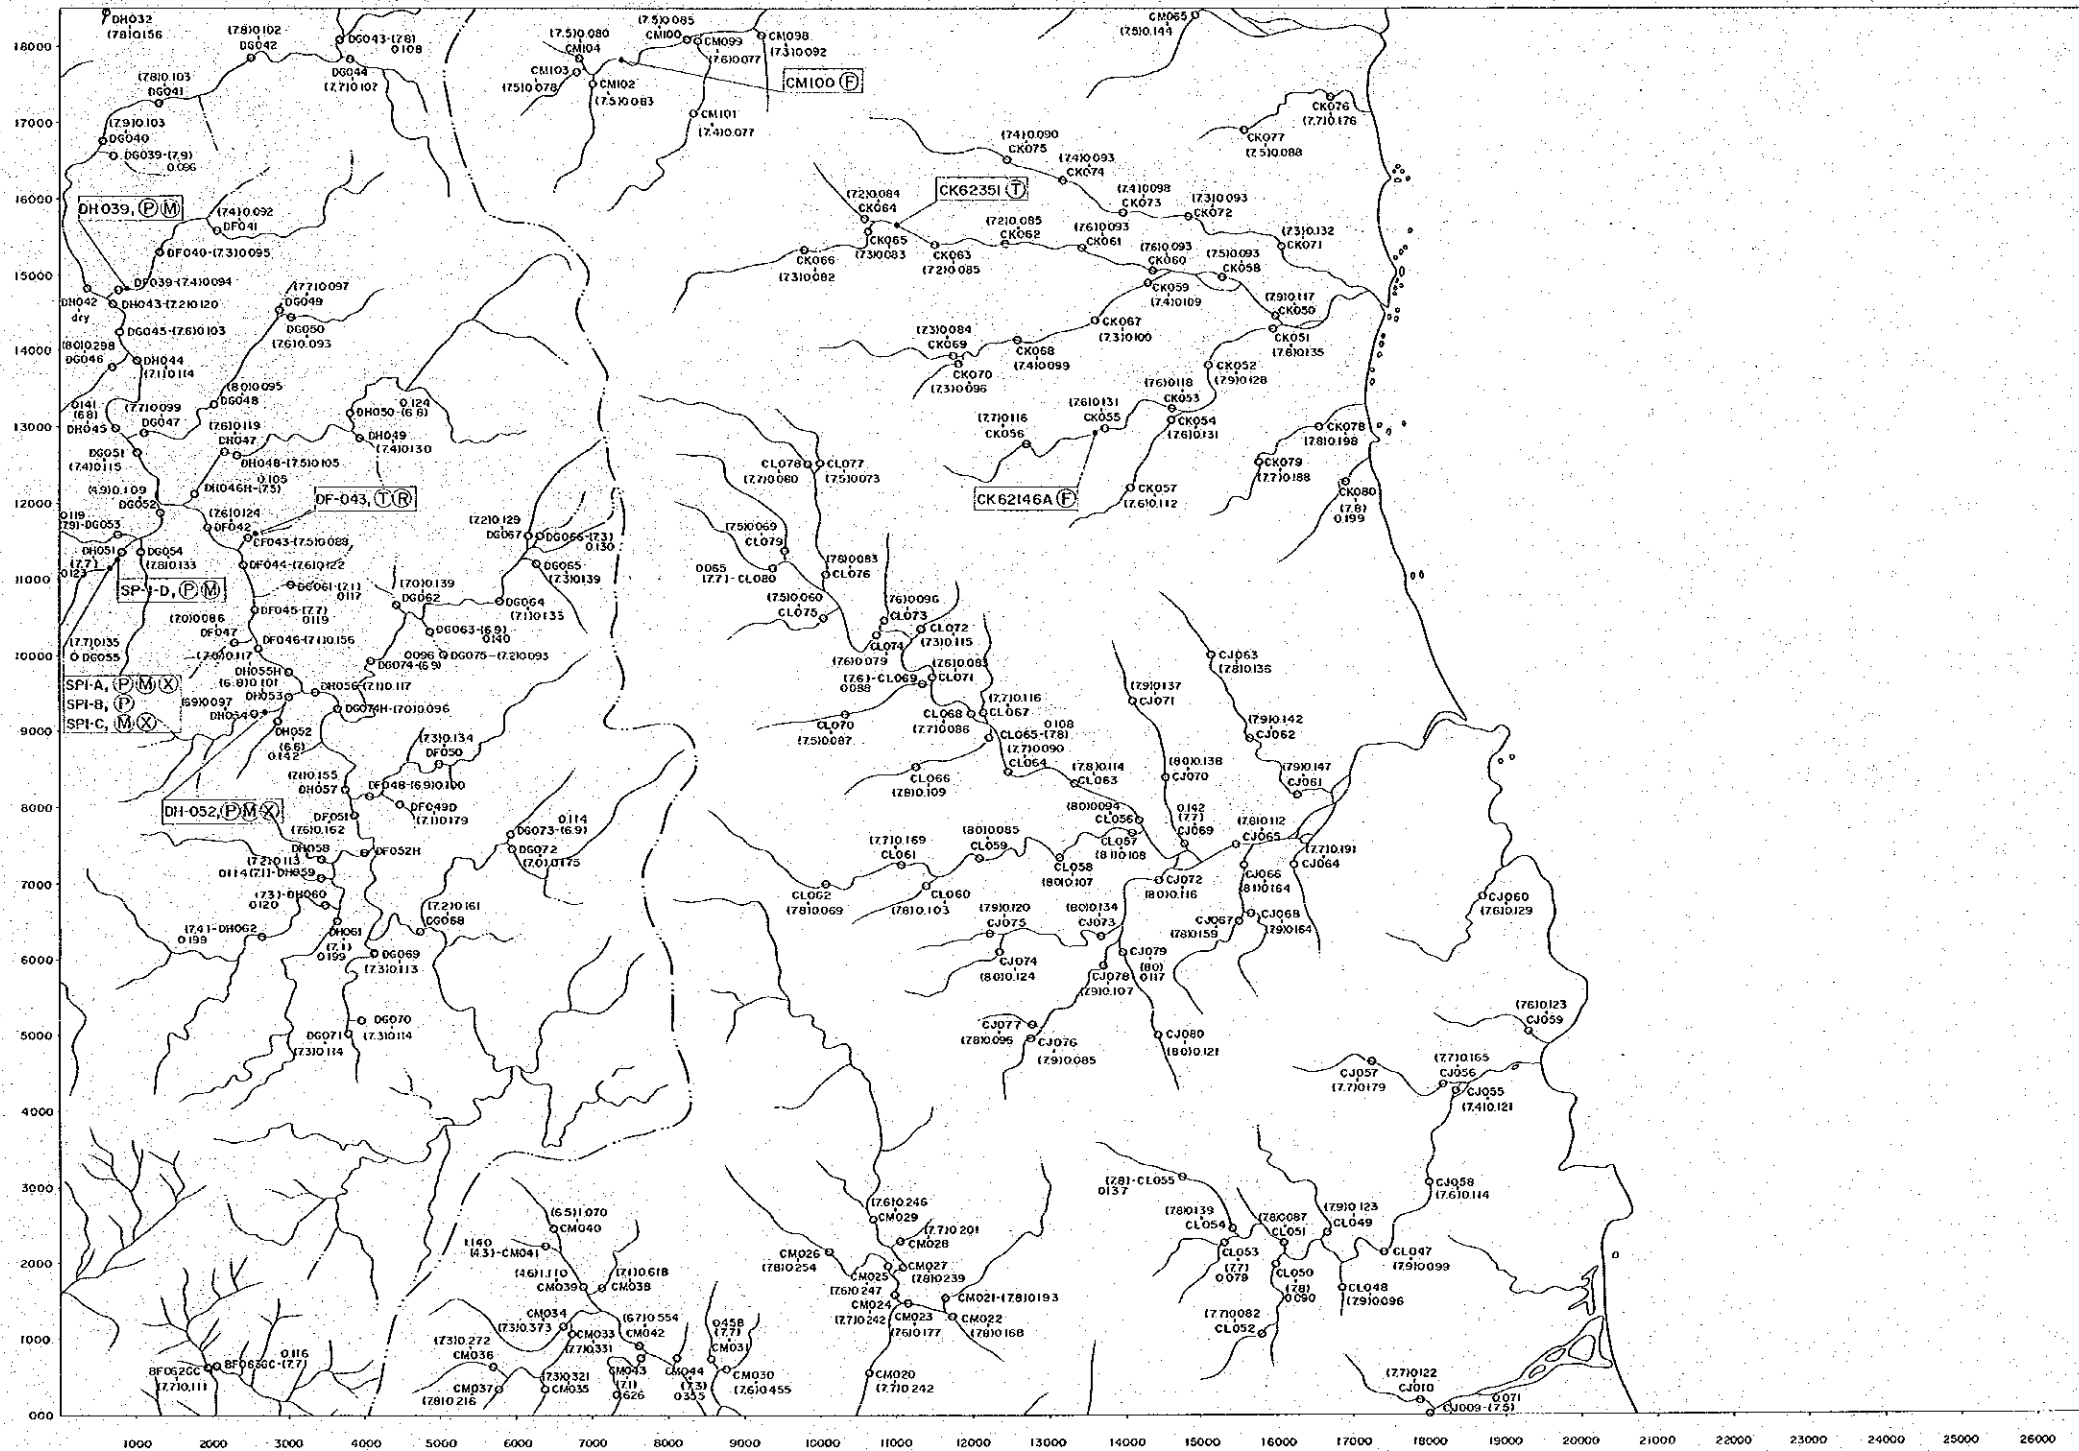 DH032
(7.8)0.156
(7.8)0.102
DG042
DG043-(7.8)
0.108
DG044
(7.7)0.107
(7.8)0.103
DG041
(7.9)0.103
DG040
DG039-(7.9)
0.096
(7.5)0.080
CM104
CM103
(7.5)0.078
CM102
(7.5)0.083
(7.5)0.085
CM100
CM099
(7.6)0.077
CM098
(7.3)0.092
CM100 F
CM101
(7.4)0.077
CM065
(7.5)0.144
CK076
(7.7)0.176
CK077
(7.5)0.088
(7.4)0.090
CK075
(7.4)0.093
CK074
(7.4)0.098
CK073
(7.3)0.093
CK072
(7.3)0.132
CK071
CK62351 T
(7.2)0.084
CK064
CK065
(7.3)0.083
CK066
(7.3)0.082
(7.2)0.085
CK062
CK063
(7.2)0.085
(7.6)0.093
CK061
(7.6)0.093
CK060
(7.5)0.093
CK058
CK059
(7.4)0.109
(7.9)0.117
CK050
CK051
(7.8)0.135
CK067
(7.3)0.100
(7.3)0.084
CK069
CK068
(7.4)0.099
CK070
(7.3)0.096
CK052
(7.9)0.128
(7.6)0.118
CK053
CK054
(7.6)0.131
(7.6)0.131
CK055
(7.7)0.116
CK056
CK078
(7.8)0.198
CK079
(7.7)0.188
CK080
(7.8)
0.199
CK057
(7.6)0.112
CK62146A F
DH039, P M
(7.4)0.092
DF041
DF040-(7.3)0.095
DF039-(7.4)0.094
DH042
dry
DH043-(7.2)0.120
DG045-(7.6)0.103
(8.0)0.298
DG046
DH044
(7.1)0.114
(7.7)0.097
DG049
DG050
(7.6)0.093
(8.0)0.095
DG048
0.141
(6.8)
DH045
(7.7)0.099
DG047
(7.6)0.119
DH047
DH048-(7.5)0.105
0.105
DH046H-(7.5)
0.124
DH050-(6.8)
DH049
(7.4)0.130
DG051
(7.4)0.115
(4.9)0.109
DG052
0.119
(7.9)-DG053
DF-043, T R
(7.6)0.124
DF042
DF043-(7.5)0.088
DF044-(7.6)0.122
DH051
(7.7)
0.123
DG054
(7.8)0.133
SP-1-D, P M
DG061-(7.1)
0.117
DF045-(7.7)
0.119
(7.0)0.139
DG062
(7.2)0.129
DG067
DG066-(7.3)
0.130
DG065
(7.3)0.139
DG064
(7.1)0.135
DG063-(6.9)
0.140
0.096
DG075-(7.2)0.093
DG074-(6.9)
(7.0)0.086
DF047
DF046-(7.1)0.156
(7.0)0.117
DH055H
(6.8)0.101
DH053
DH056-(7.1)0.117
DG074H-(7.0)0.096
(7.7)0.135
DG055
SP1-A, P M X
SP1-B, P
SP1-C, M X
(6.9)0.097
DH054
DH052
(6.6)
0.142
(7.3)0.134
DF050
(7.1)0.155
DH057
DF048-(6.9)0.100
DF049D
(7.1)0.179
DH-052, P M X
DF051
(7.6)0.162
DH058
(7.2)0.113
DF052H
0.114(7.1)-DH059
(7.3)-DH060
0.120
0.114
DG073-(6.9)
DG072
(7.0)0.175
(7.2)0.161
DG068
(7.4)-DH062
0.199
DH061
(7.1)
0.199
DG069
(7.3)0.113
DG070
(7.3)0.114
DG071
(7.3)0.114
CL078
(7.7)0.080
CL077
(7.5)0.073
(7.5)0.069
CL079
0.065
(7.7)-CL080
(7.6)0.083
CL076
(7.5)0.060
CL075
(7.6)0.096
CL073
CL072
(7.3)0.115
CL074
(7.6)0.079
(7.6)0.083
CL071
(7.6)-CL069
0.088
CL070
(7.5)0.087
CL068
(7.7)0.086
(7.7)0.116
CL067
0.108
CL065-(7.8)
(7.7)0.090
CL064
CL066
(7.8)0.109
(7.8)0.114
CL063
(8.0)0.094
CL056
CL057
(8.1)0.108
(8.0)0.085
CL059
CL058
(8.0)0.107
(7.7)0.169
CL061
CL060
(7.8)0.103
CL062
(7.8)0.069
CJ063
(7.8)0.136
(7.9)0.137
CJ071
(7.9)0.142
CJ062
(7.9)0.147
CJ061
(8.0)0.138
CJ070
0.142
(7.7)
CJ069
(7.8)0.112
CJ065
(7.7)0.191
CJ064
CJ066
(8.1)0.164
CJ072
(8.0)0.116
CJ067
(7.8)0.159
CJ068
(7.9)0.164
(7.9)0.120
CJ075
(8.0)0.134
CJ073
CJ074
(8.0)0.124
CJ079
(8.0)
0.117
CJ078
(7.9)0.107
CJ077
(7.8)0.096
CJ076
(7.9)0.085
CJ080
(8.0)0.121
CJ060
(7.6)0.129
(7.6)0.123
CJ059
CJ057
(7.7)0.179
(7.7)0.165
CJ056
CJ055
(7.4)0.121
CJ058
(7.6)0.114
(7.8)-CL055
0.137
(7.8)0.139
CL054
CL053
(7.7)
0.079
(7.8)0.087
CL051
(7.9)0.123
CL049
CL050
(7.8)
0.090
CL047
(7.9)0.099
CL048
(7.9)0.096
(7.7)0.082
CL052
(7.7)0.122
CJ010
0.071
CJ009-(7.5)
(6.5)1.070
CM040
1.140
(4.3)-CM041
(4.6)1.110
CM039
(7.1)0.618
CM038
CM034
(7.3)0.373
CM033
(7.7)0.331
(6.7)0.554
CM042
(7.3)0.272
CM036
CM037
(7.8)0.216
(7.3)0.321
CM035
CM043
(7.1)
0.626
CM044
(7.3)
0.355
0.458
(7.7)
CM031
CM030
(7.6)0.455
(7.6)0.246
CM029
(7.7)0.201
CM028
CM026
(7.8)0.254
CM027
(7.8)0.239
CM025
(7.6)0.247
CM024
(7.7)0.242
CM023
(7.6)0.177
CM021-(7.8)0.193
CM022
(7.8)0.168
CM020
(7.7)0.242
BF062GC
(7.7)0.111
0.116
BF063GC-(7.7)
18000
17000
16000
15000
14000
13000
12000
11000
10000
9000
8000
7000
6000
5000
4000
3000
2000
1000
000
1000 2000 3000 4000 5000 6000 7000 8000 9000 10000 11000 12000 13000 14000 15000 16000 17000 18000 19000 20000 21000 22000 23000 24000 25000 26000